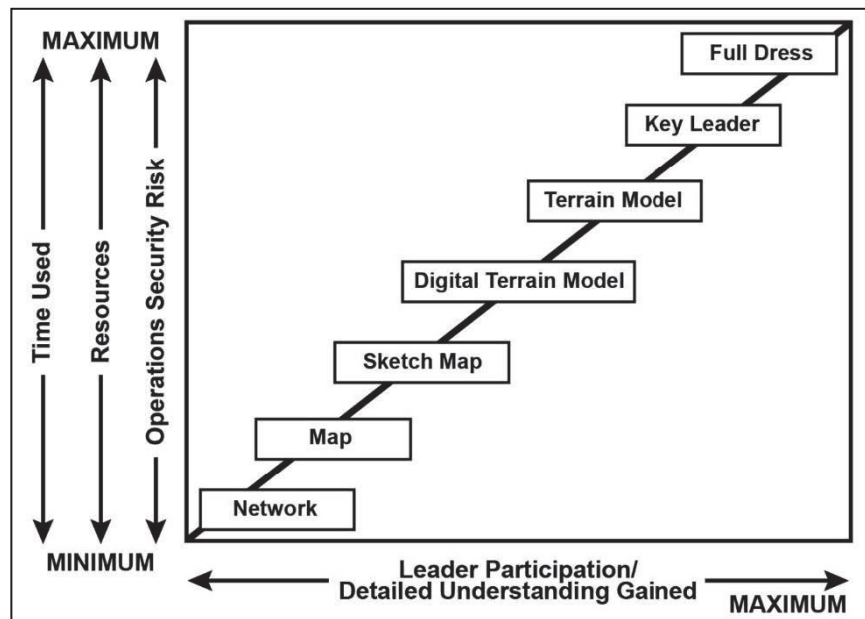 MAXIMUM
Full Dress
Key Leader
Terrain Model
Digital Terrain Model
Sketch Map
Map
Network
Time Used
Resources
Operations Security Risk
MINIMUM
Leader Participation/
Detailed Understanding Gained
MAXIMUM